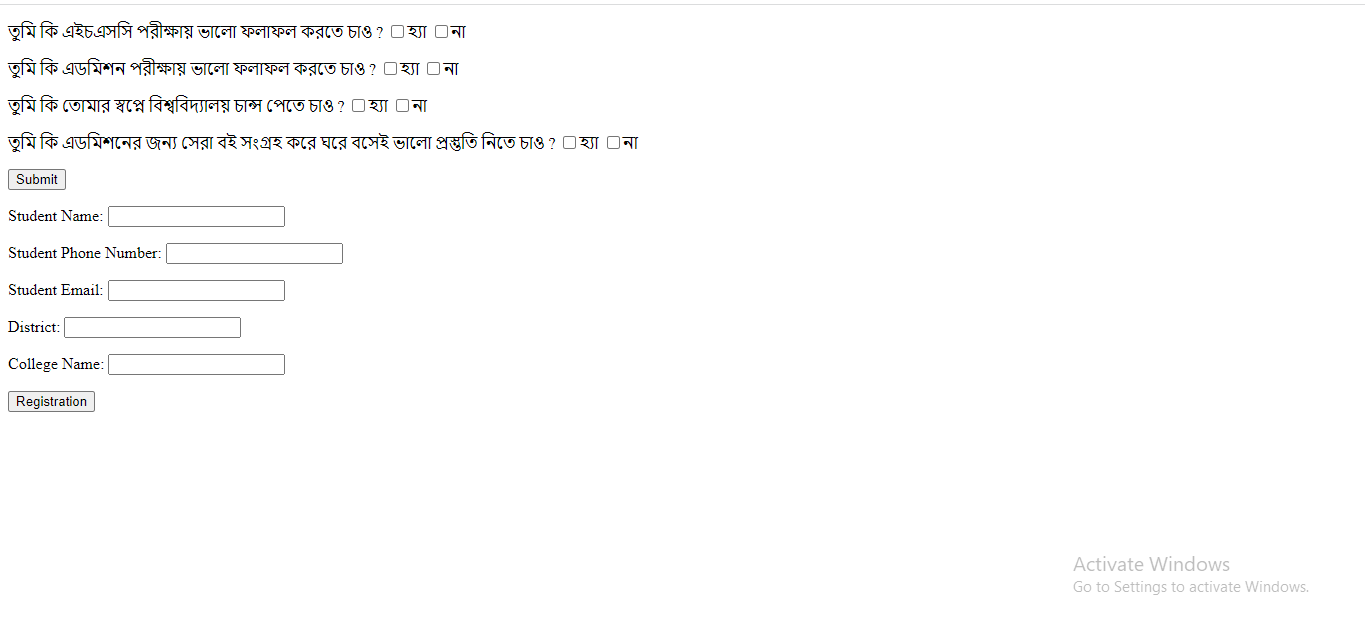 তুমি কি এইচএসসি পরীক্ষায় ভালো ফলাফল করতে চাও ? হ্যা না
তুমি কি এডমিশন পরীক্ষায় ভালো ফলাফল করতে চাও ? হ্যা না
তুমি কি তোমার স্বপ্নে বিশ্ববিদ্যালয় চান্স পেতে চাও ? হ্যা না
তুমি কি এডমিশনের জন্য সেরা বই সংগ্রহ করে ঘরে বসেই ভালো প্রস্তুতি নিতে চাও ? হ্যা না
Submit
Student Name:
Student Phone Number:
Student Email:
District:
College Name:
Registration
Activate Windows
Go to Settings to activate Windows.